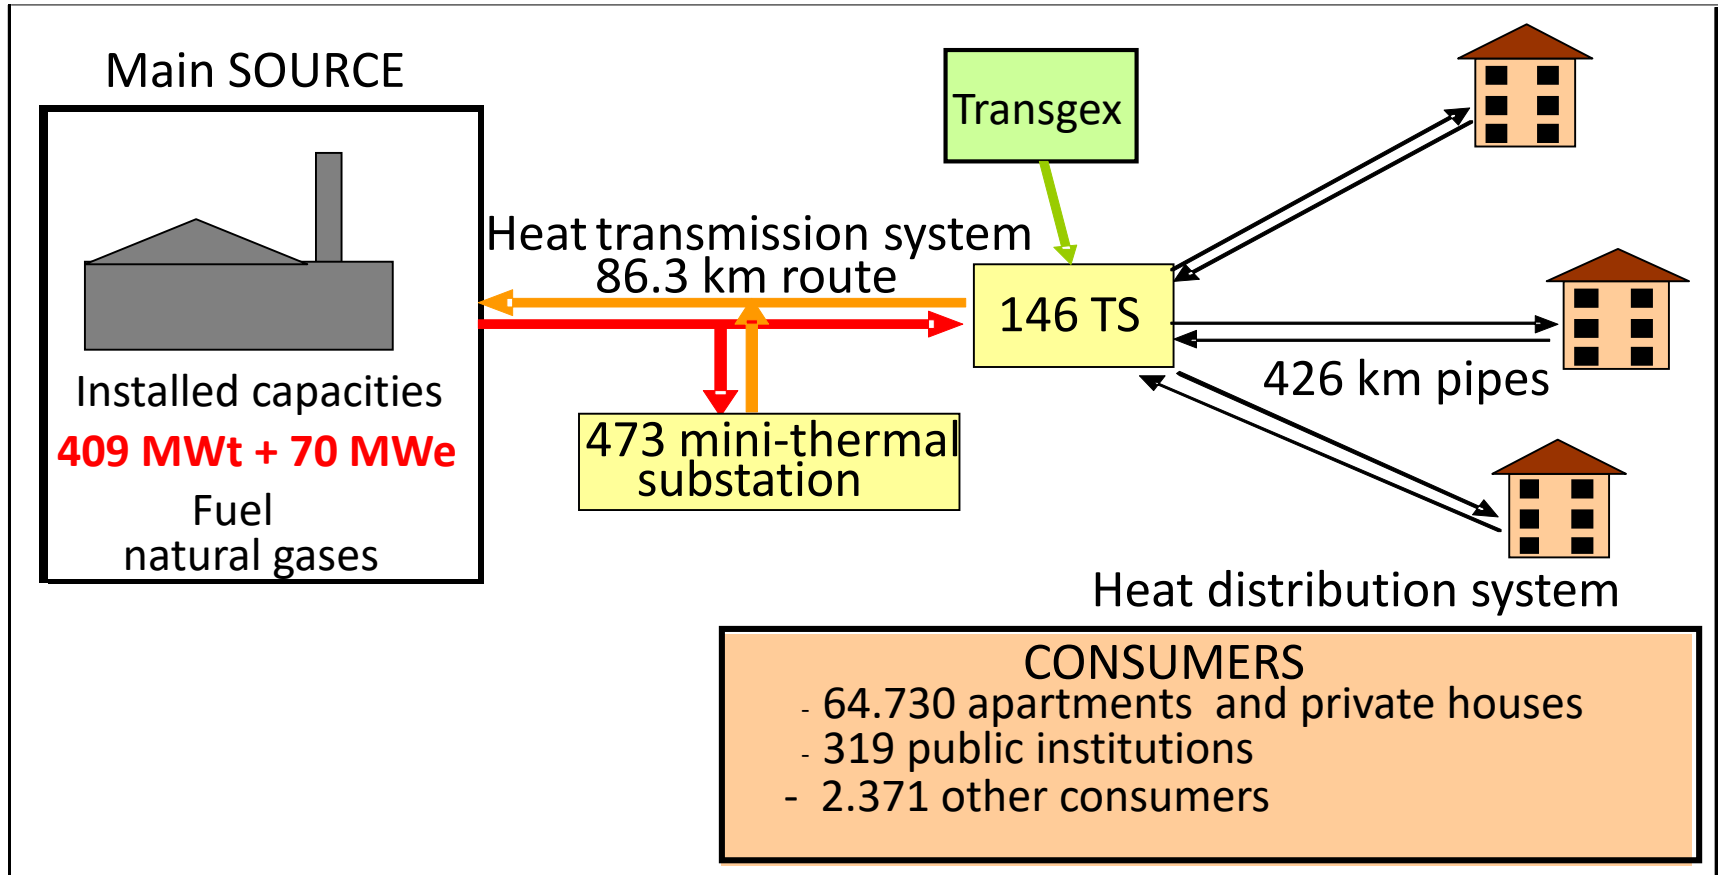 Main SOURCE
Installed capacities
409 MWt + 70 MWe
Fuel
natural gases
Heat transmission system
86.3 km route
473 mini-thermal
substation
Transgex
146 TS
426 km pipes
Heat distribution system
CONSUMERS
- 64.730 apartments and private houses
- 319 public institutions
- 2.371 other consumers